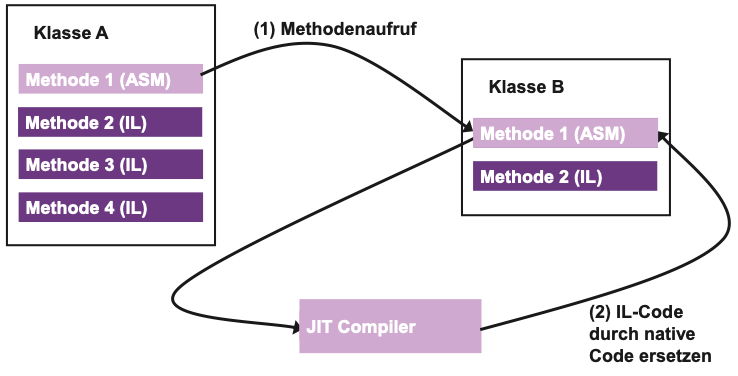 Klasse A
Methode 1 (ASM)
Methode 2 (IL)
Methode 3 (IL)
Methode 4 (IL)
(1) Methodenaufruf
Klasse B
Methode 1 (ASM)
Methode 2 (IL)
JIT Compiler
(2) IL-Code
durch native
Code ersetzen